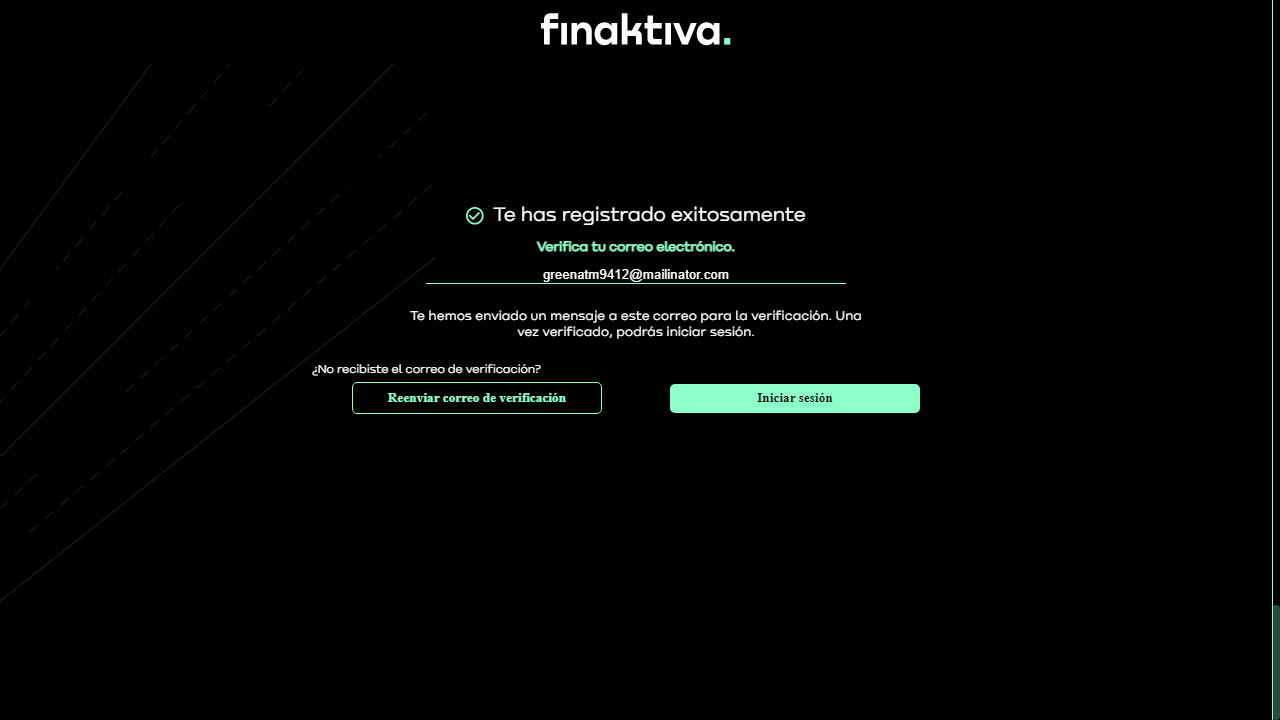 finaktiva.
Te has registrado exitosamente
Verifica tu correo electrónico.
greenatm9412@mailinator.com
Te hemos enviado un mensaje a este correo para la verificación. Una
vez verificado, podrás iniciar sesión.
¿No recibiste el correo de verificación?
Reenviar correo de verificación
Iniciar sesión